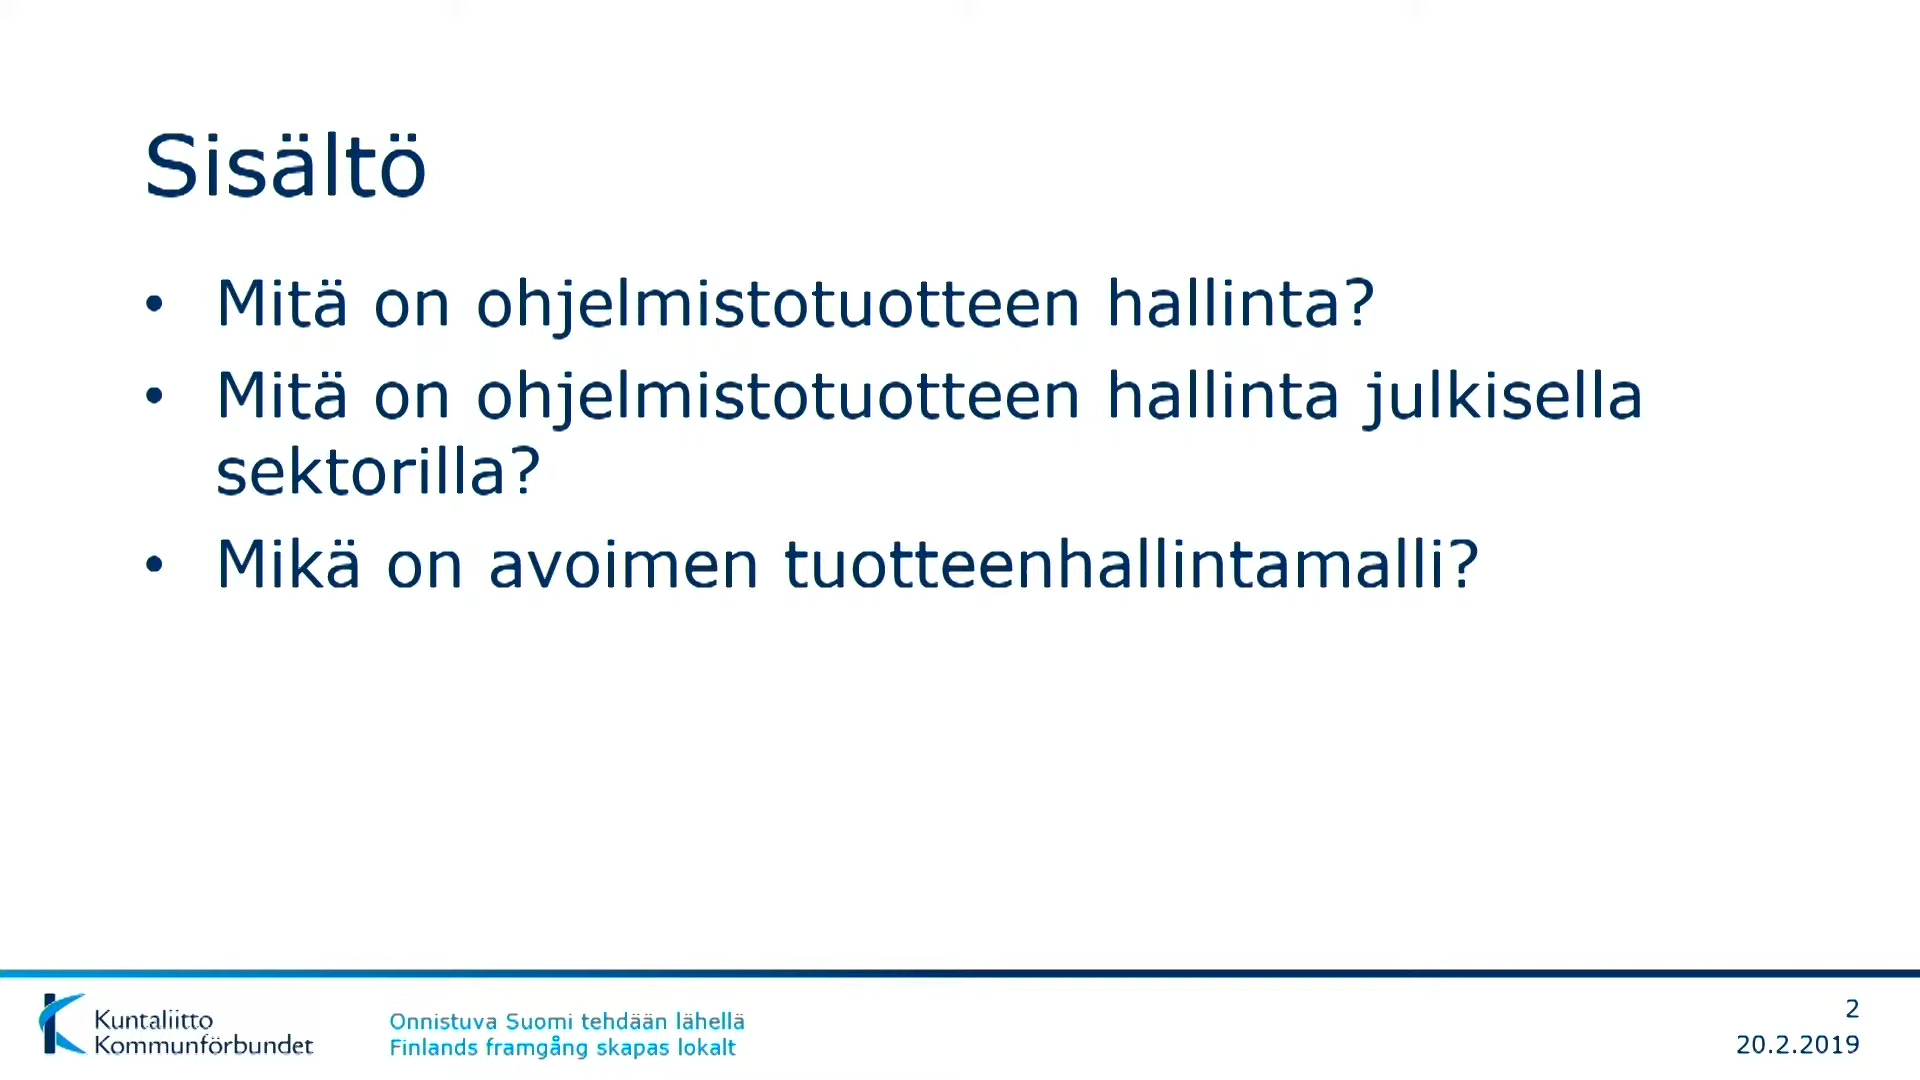 Sisältö
• Mitä on ohjelmistotuotteen hallinta?
• Mitä on ohjelmistotuotteen hallinta julkisella
sektorilla?
• Mikä on avoimen tuotteenhallintamalli?
Kuntaliitto
Kommunförbundet
Onnistuva Suomi tehdään lähellä
Finlands framgång skapas lokalt
2
20.2.2019